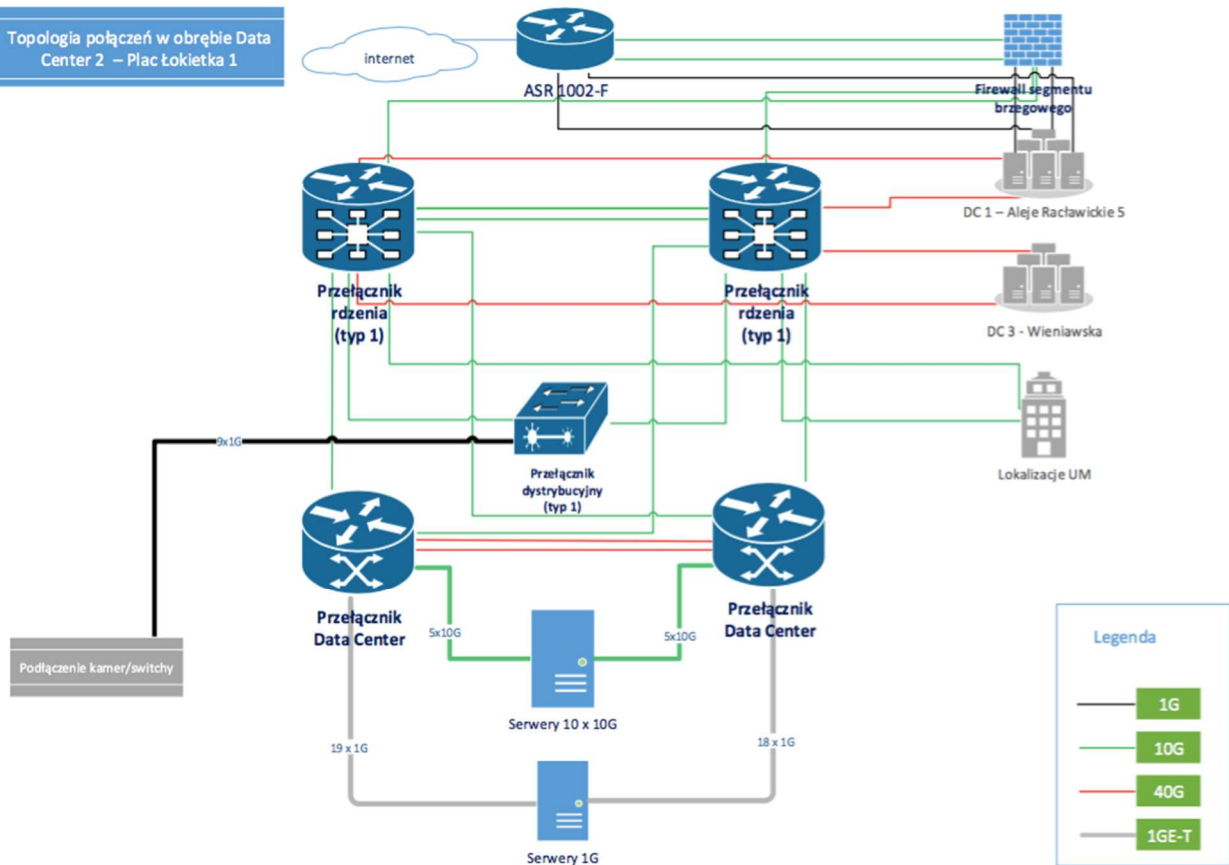 Topologia połączeń w obrębie Data
Center 2 – Plac Łokietka 1
internet
ASR 1002-F
Firewall segmentu
brzegowego
DC 1 – Aleje Racławickie 5
Przełącznik
rdzenia
(typ 1)
Przełącznik
rdzenia
(typ 1)
DC 3 - Wieniawska
Lokalizacje UM
9x1G
Przełącznik
dystrybucyjny
(typ 1)
Przełącznik
Data Center
Przełącznik
Data Center
5x10G
5x10G
Podłączenie kamer/switchy
Serwery 10 x 10G
19 x 1G
18 x 1G
Serwery 1G
Legenda
1G
10G
40G
1GE-T